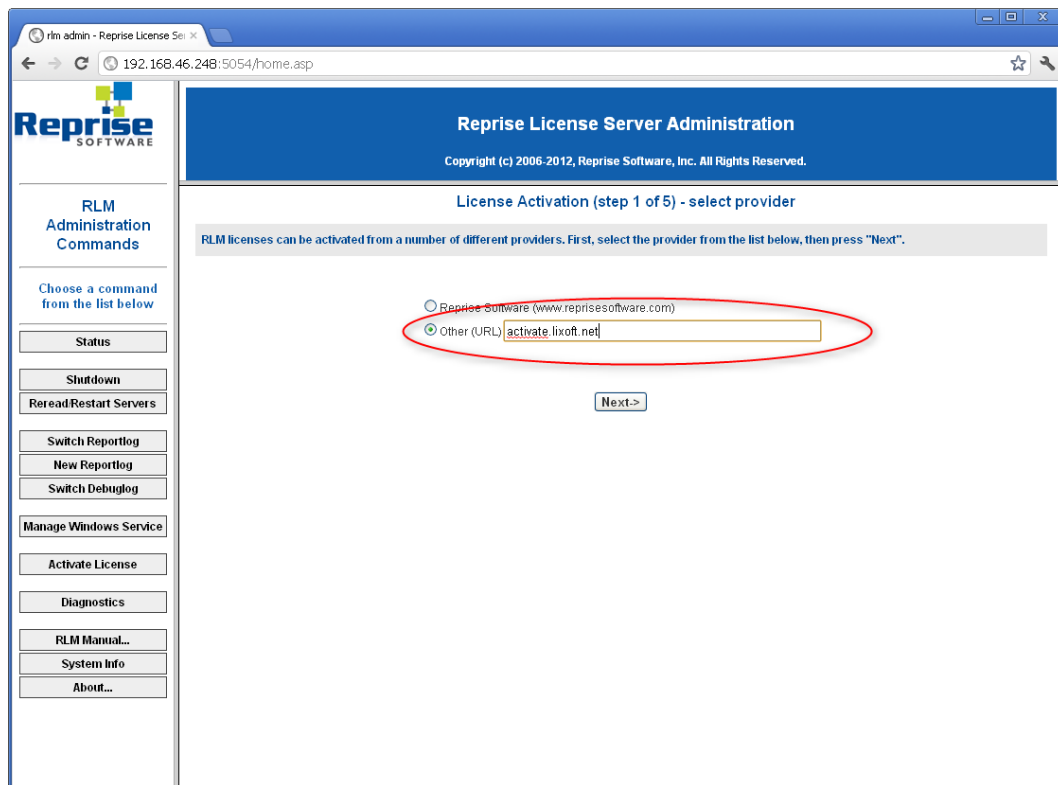 rlm admin - Reprise License Ser
192.168.46.248:5054/home.asp
Reprise
SOFTWARE
RLM
Administration
Commands
Choose a command
from the list below
Status
Shutdown
Reread/Restart Servers
Switch Reportlog
New Reportlog
Switch Debuglog
Manage Windows Service
Activate License
Diagnostics
RLM Manual...
System Info
About...
Reprise License Server Administration
Copyright (c) 2006-2012, Reprise Software, Inc. All Rights Reserved.
License Activation (step 1 of 5) - select provider
RLM licenses can be activated from a number of different providers. First, select the provider from the list below, then press "Next".
Reprise Software (www.reprisesoftware.com)
Other (URL) activate.lixoft.net
Next->